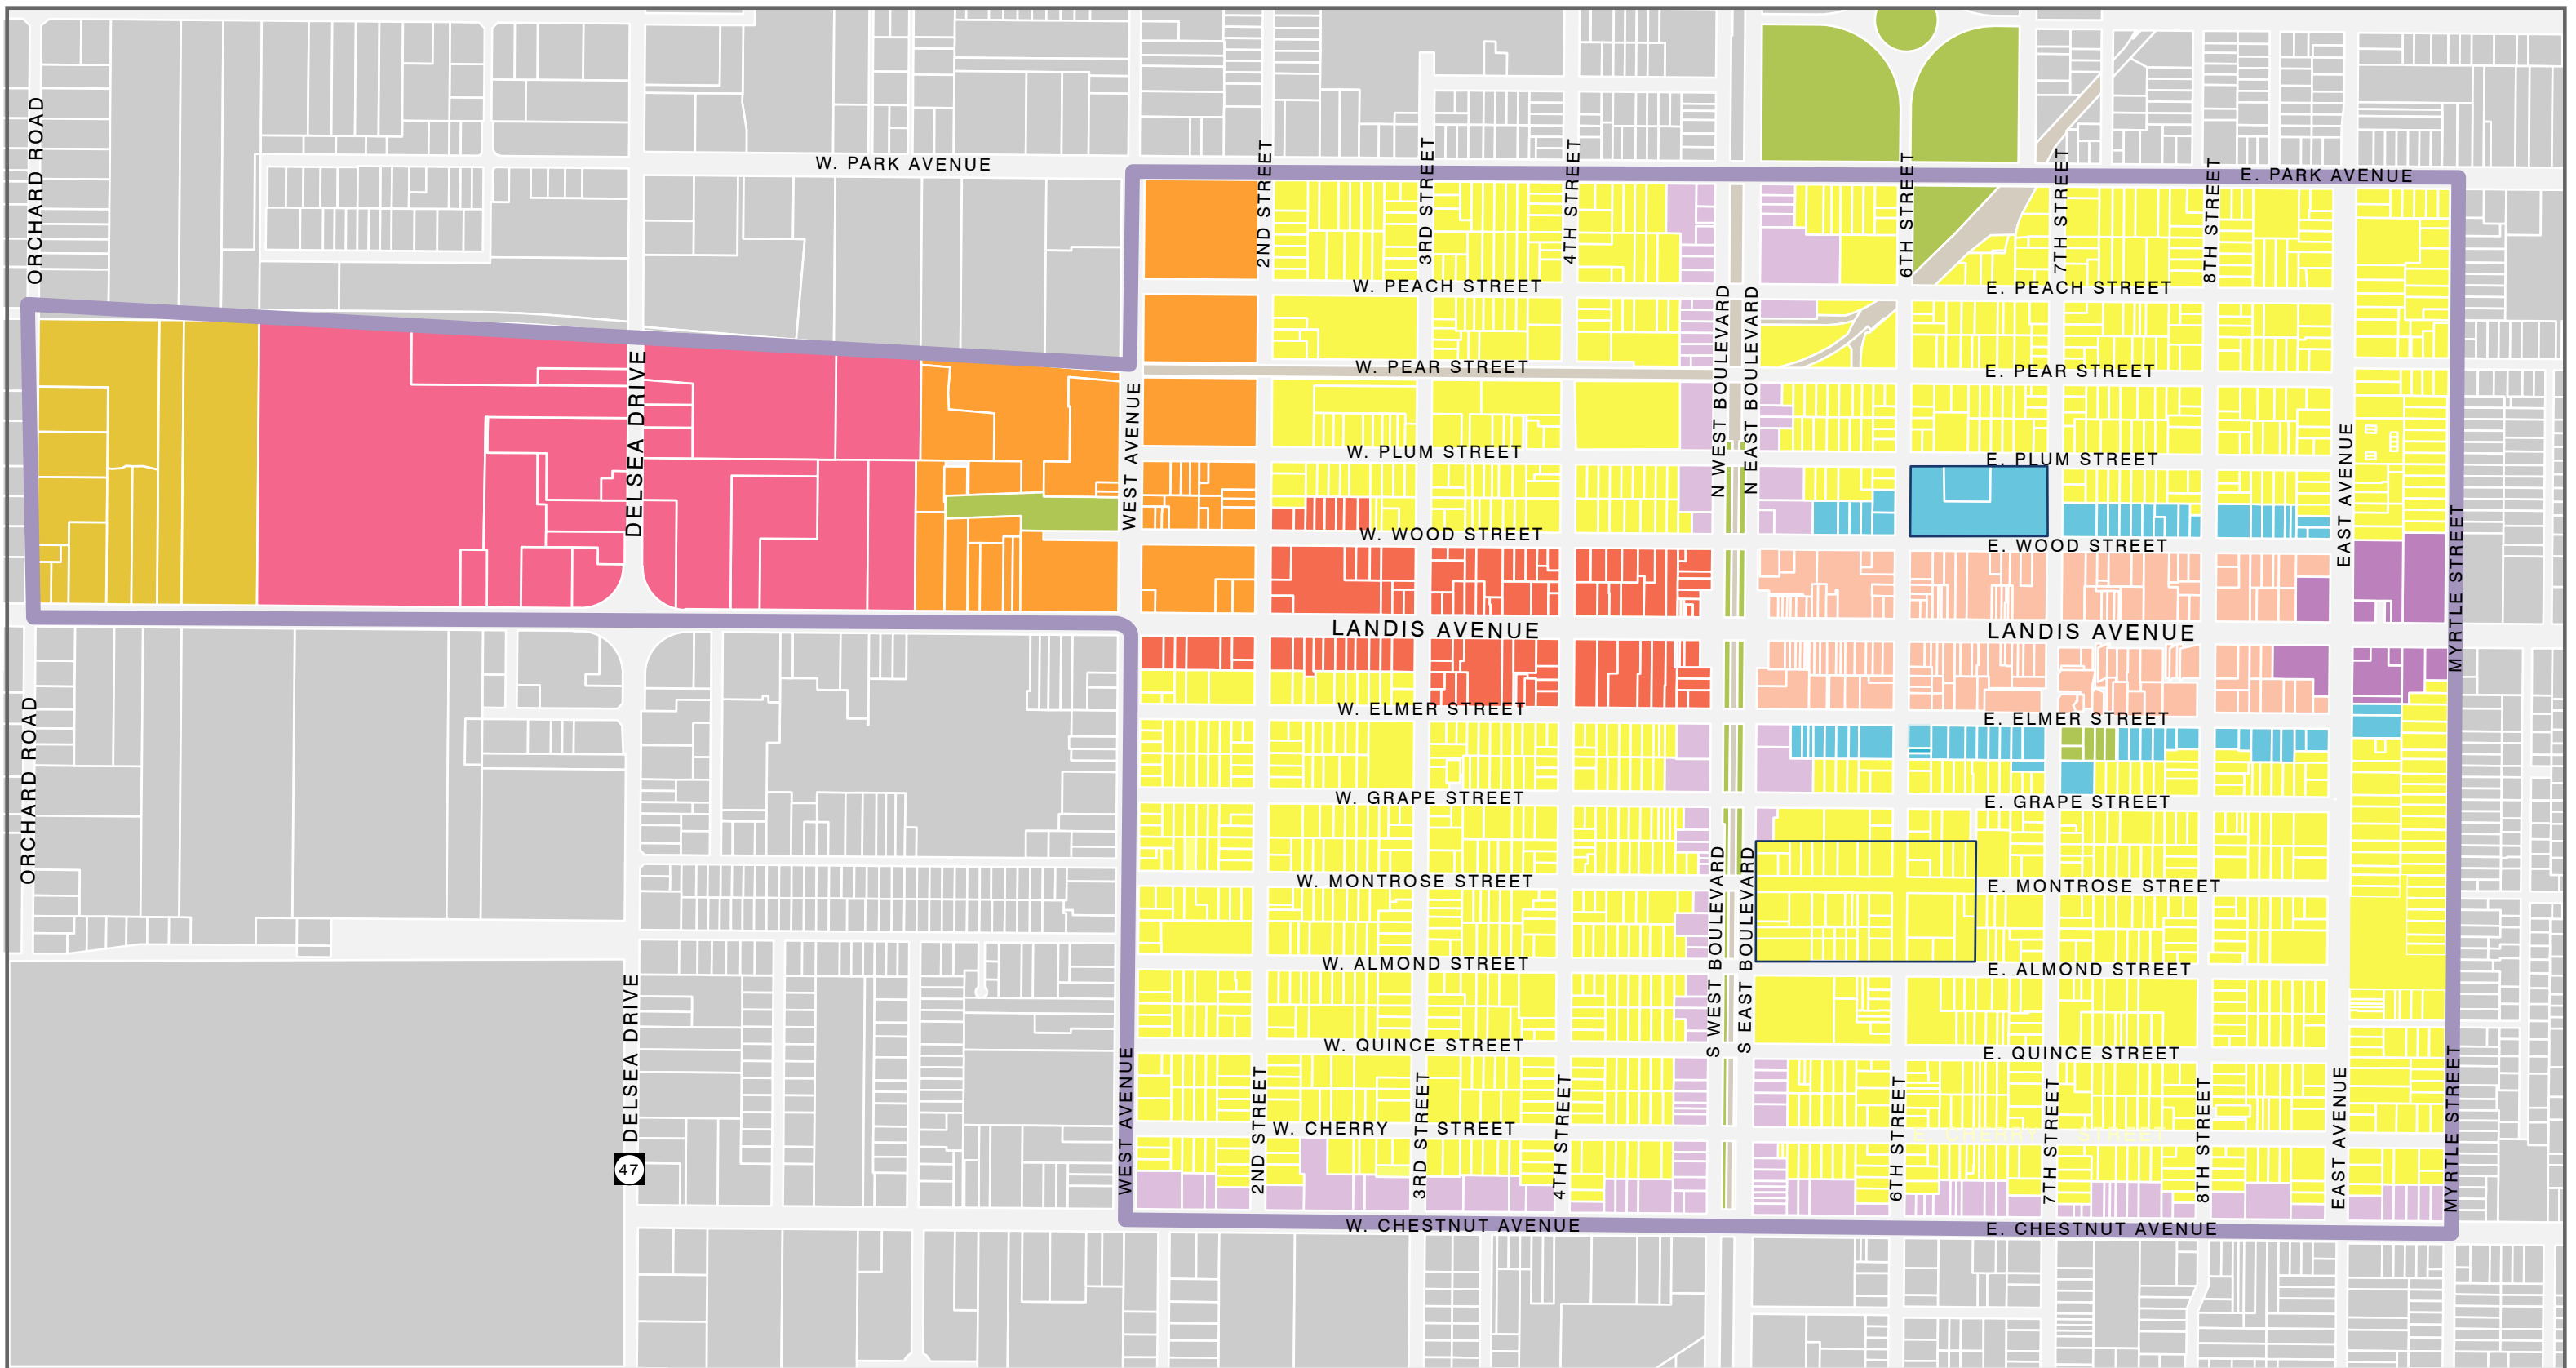 W. PARK AVENUE
E. PARK AVENUE
ORCHARD ROAD
2ND STREET
3RD STREET
4TH STREET
6TH STREET
7TH STREET
8TH STREET
W. PEACH STREET
E. PEACH STREET
N WEST BOULEVARD
N EAST BOULEVARD
W. PEAR STREET
E. PEAR STREET
DELSEA DRIVE
WEST AVENUE
W. PLUM STREET
E. PLUM STREET
EAST AVENUE
W. WOOD STREET
E. WOOD STREET
MYRTLE STREET
LANDIS AVENUE
LANDIS AVENUE
ORCHARD ROAD
W. ELMER STREET
E. ELMER STREET
W. GRAPE STREET
E. GRAPE STREET
W. MONTROSE STREET
E. MONTROSE STREET
S WEST BOULEVARD
S EAST BOULEVARD
W. ALMOND STREET
E. ALMOND STREET
DELSEA DRIVE
W. QUINCE STREET
E. QUINCE STREET
WEST AVENUE
2ND STREET
3RD STREET
4TH STREET
6TH STREET
7TH STREET
8TH STREET
EAST AVENUE
MYRTLE STREET
W. CHERRY STREET
47
W. CHESTNUT AVENUE
E. CHESTNUT AVENUE